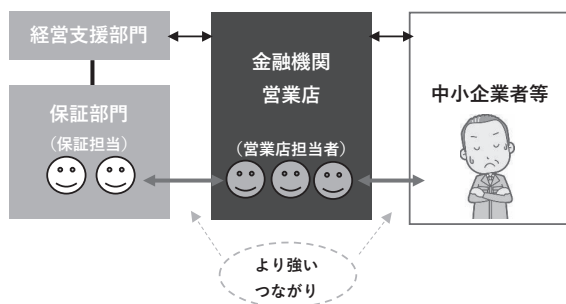 経営支援部門
保証部門
（保証担当）
金融機関
営業店
（営業店担当者）
中小企業者等
より強い
つながり